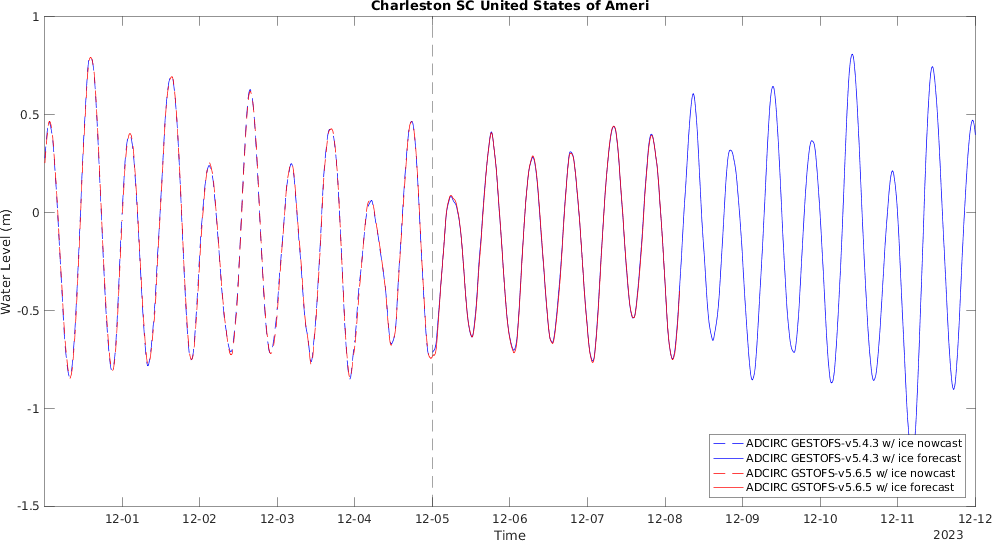 Charleston SC United States of Ameri
1
0.5
0
-0.5
-1
-1.5
Water Level (m)
ADCIRC GESTOFS-v5.4.3 w/ ice nowcast
ADCIRC GESTOFS-v5.4.3 w/ ice forecast
ADCIRC GSTOFS-v5.6.5 w/ ice nowcast
ADCIRC GSTOFS-v5.6.5 w/ ice forecast
12-01 12-02 12-03 12-04 12-05 12-06 12-07 12-08 12-09 12-10 12-11 12-12
Time
2023